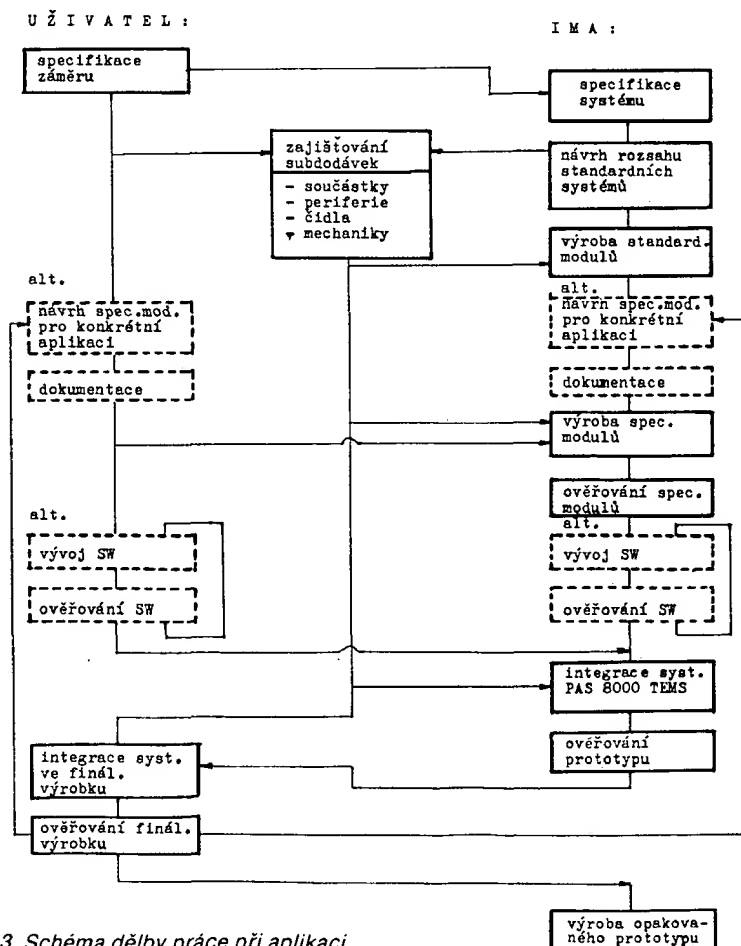 UŽIVATEL:
IMA:
specifikace
záměru
specifikace
systému
zajišťování
subdodávek
- součástky
- periferie
- čidla
- mechaniky
návrh rozsahu
standardních
systémů
výroba standard.
modulů
alt.
návrh spec.mod.
pro konkrétní
aplikaci
dokumentace
alt.
návrh spec.mod.
pro konkrétní
aplikaci
dokumentace
výroba spec.
modulů
ověřování spec.
modulů
alt.
vývoj SW
ověřování SW
alt.
vývoj SW
ověřování SW
integrace syst.
PAS 8000 TEMS
ověřování
prototypu
integrace syst.
ve finál.
výrobku
ověřování finál.
výrobku
výroba opakova-
ného prototypu
3. Schéma dělby práce při aplikaci